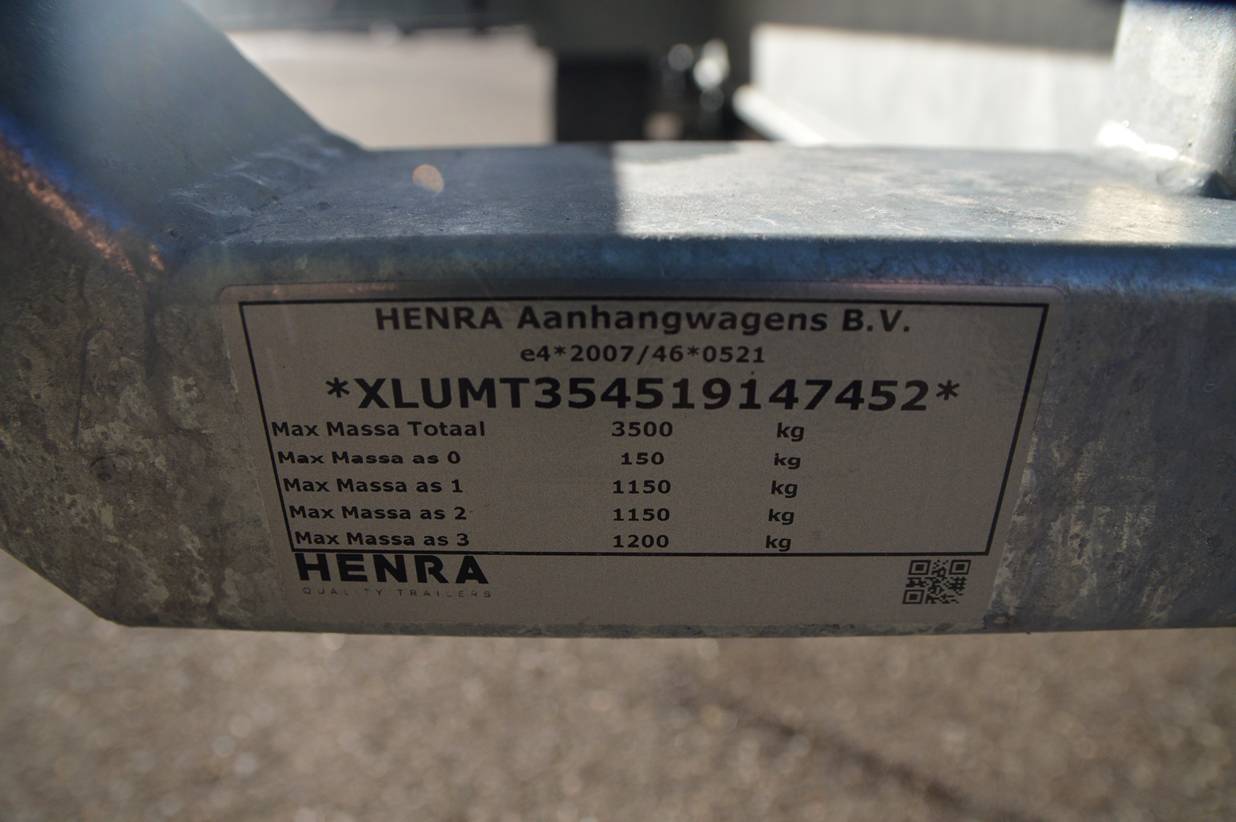 HENRA Aanhangwagens B.V.
e4*2007/46*0521
*XLUMT354519147452*
Max Massa Totaal 3500 kg
Max Massa as 0 150 kg
Max Massa as 1 1150 kg
Max Massa as 2 1150 kg
Max Massa as 3 1200 kg
HENRA
QUALITY TRAILERS